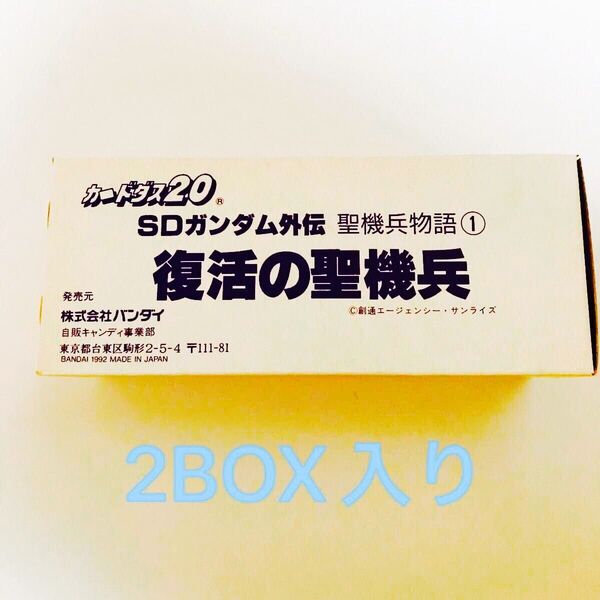 カードダス20®
SDガンダム外伝 聖機兵物語①
復活の聖機兵
発売元
株式会社バンダイ
自販キャンディ事業部
東京都台東区駒形2-5-4 〒111-81
BANDAI 1992 MADE IN JAPAN
©創通エージェンシー・サンライズ
2BOX入り